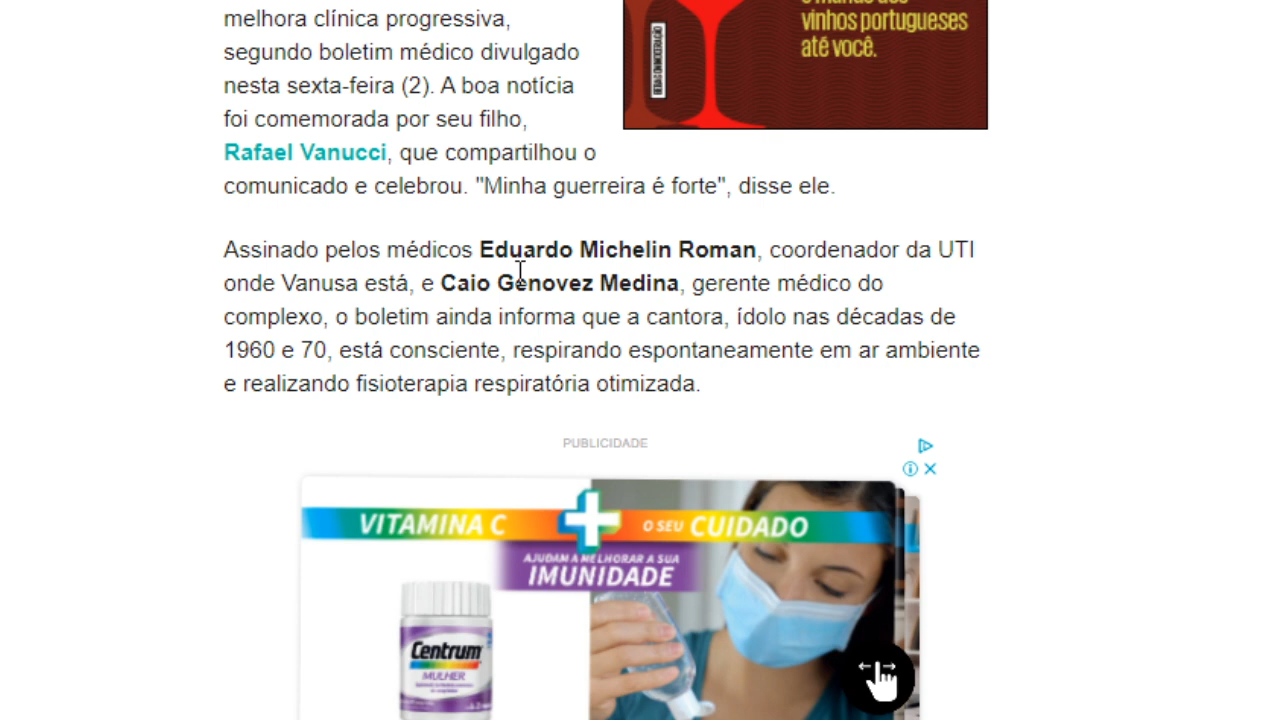 melhora clínica progressiva,
segundo boletim médico divulgado
nesta sexta-feira (2). A boa notícia
foi comemorada por seu filho,
Rafael Vanucci, que compartilhou o
comunicado e celebrou. "Minha guerreira é forte", disse ele.
vinhos portugueses
até você.
Assinado pelos médicos Eduardo Michelin Roman, coordenador da UTI
onde Vanusa está, e Caio Genovez Medina, gerente médico do
complexo, o boletim ainda informa que a cantora, ídolo nas décadas de
1960 e 70, está consciente, respirando espontaneamente em ar ambiente
e realizando fisioterapia respiratória otimizada.
PUBLICIDADE
VITAMINA C + O SEU CUIDADO
AJUDAM A MELHORAR A SUA
IMUNIDADE
Centrum
MULHER